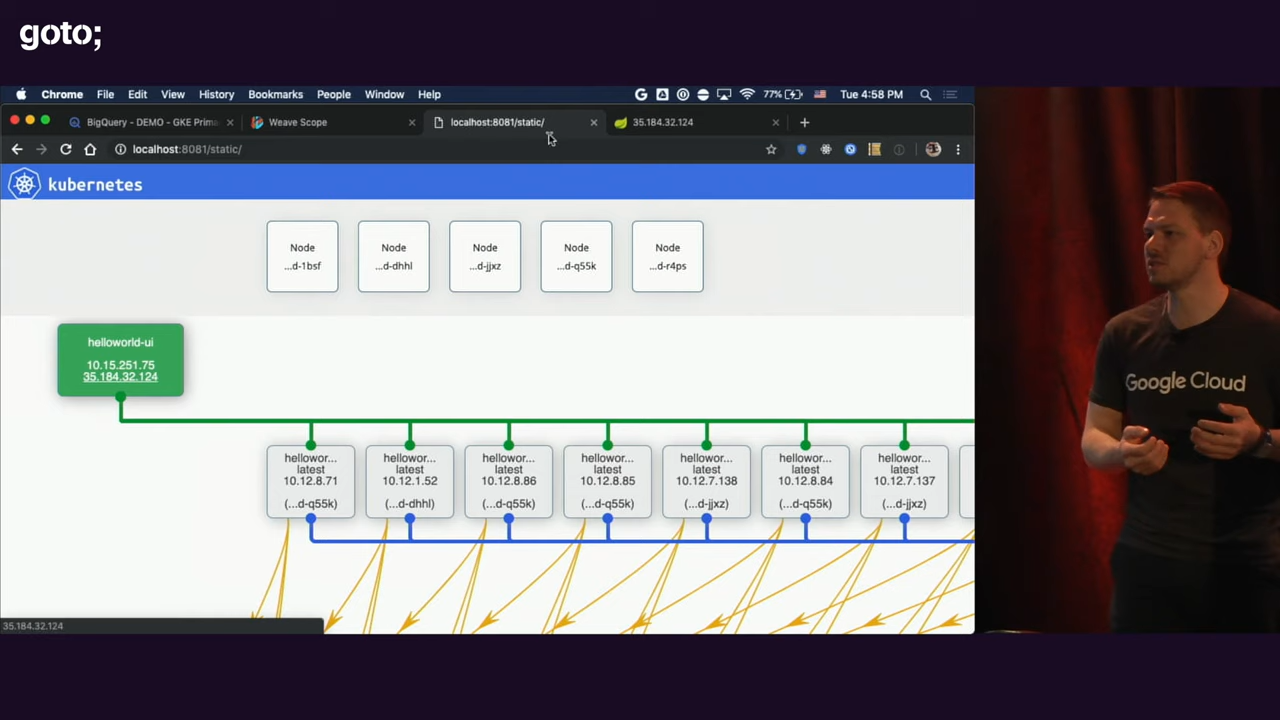 goto;
Chrome File Edit View History Bookmarks People Window Help 77% Tue 4:58 PM
BigQuery - DEMO - GKE Prima Weave Scope localhost:8081/static/ 35.184.32.124
localhost:8081/static/
kubernetes
Node Node Node Node Node
...d-1bsf ...d-dhhl ...d-jjxz ...d-q55k ...d-r4ps
helloworld-ui
10.15.251.75
35.184.32.124
hellowor... hellowor... hellowor... hellowor... hellowor... hellowor... hellowor...
latest latest latest latest latest latest latest
10.12.8.71 10.12.1.52 10.12.8.86 10.12.8.85 10.12.7.138 10.12.8.84 10.12.7.137
(...d-q55k) (...d-dhhl) (...d-q55k) (...d-q55k) (...d-jjxz) (...d-q55k) (...d-jjxz)
35.184.32.124
Google Cloud